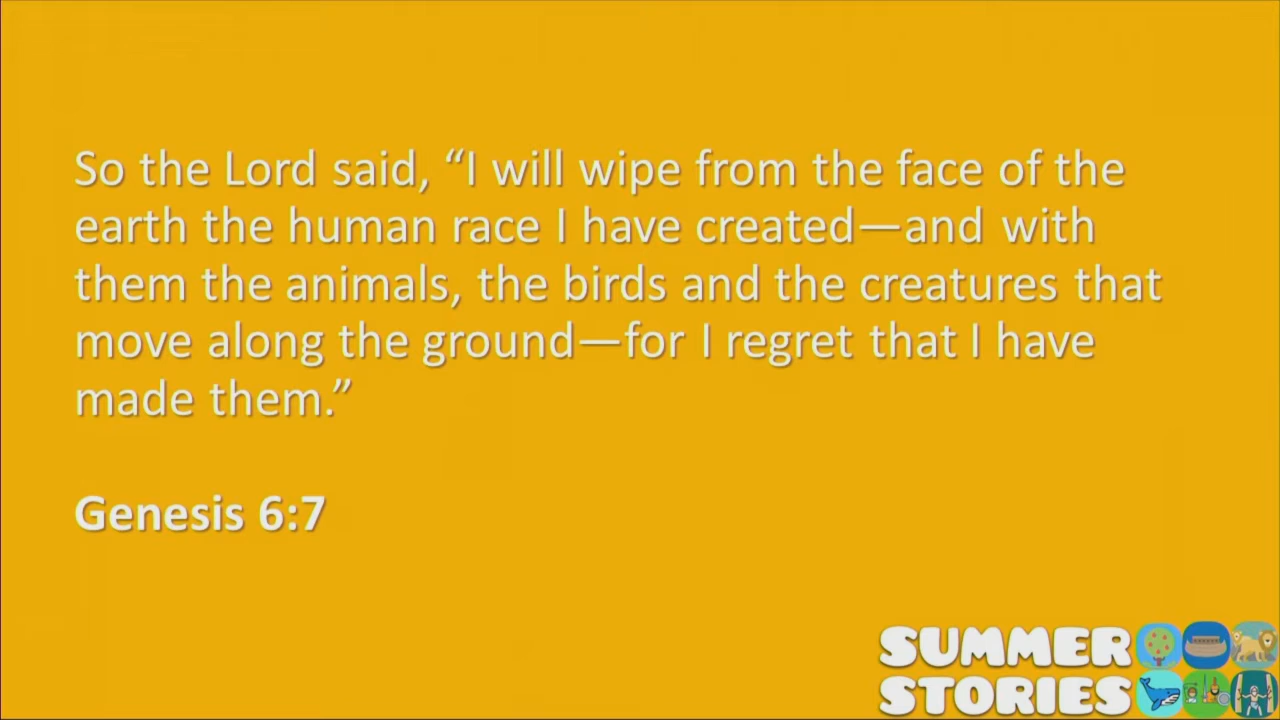 So the Lord said, “I will wipe from the face of the
earth the human race I have created—and with
them the animals, the birds and the creatures that
move along the ground—for I regret that I have
made them.”
Genesis 6:7
SUMMER
STORIES